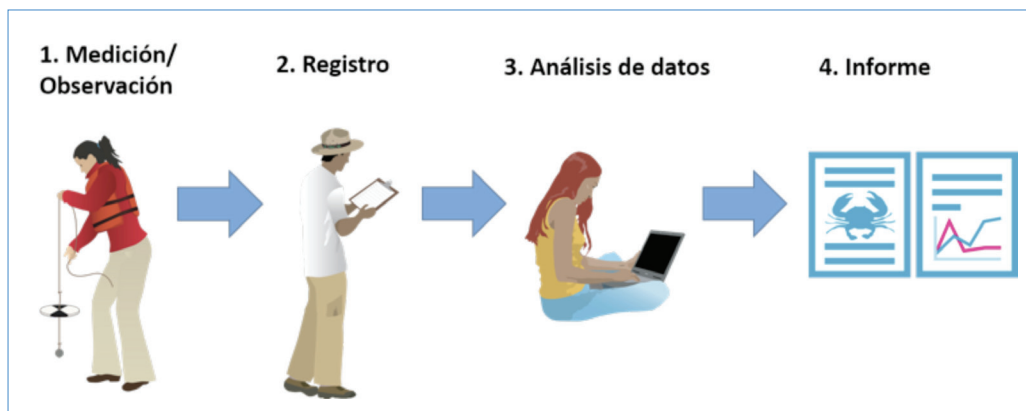 1. Medición/
Observación
2. Registro
3. Análisis de datos
4. Informe